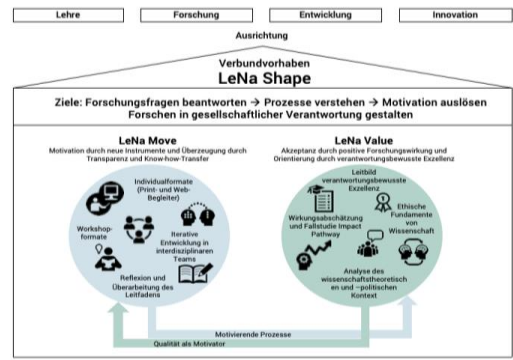 Lehre
Forschung
Entwicklung
Innovation
Ausrichtung
Verbundvorhaben
LeNa Shape
Ziele: Forschungsfragen beantworten → Prozesse verstehen → Motivation auslösen
Forschen in gesellschaftlicher Verantwortung gestalten
LeNa Move
Motivation durch neue Instrumente und Überzeugung durch
Transparenz und Know-how-Transfer
Individualformate
(Print- und Web-
Begleiter)
Workshop-
formate
Iterative
Entwicklung in
interdisziplinaren
Teams
Reflexion und
Überarbeitung des
Leitfadens
LeNa Value
Akzeptanz durch positive Forschungswirkung und
Orientierung durch verantwortungsbewusste Exzellenz
Leitbild
verantwortungsbewusste
Exzellenz
Wirkungsabschätzung
und Fallstudie Impact
Pathway
Ethische
Fundamente
von
Wissenschaft
Analyse des
wissenschaftstheoretisch
en und –politischen
Kontext
Motivierende Prozesse
Qualität als Motivator